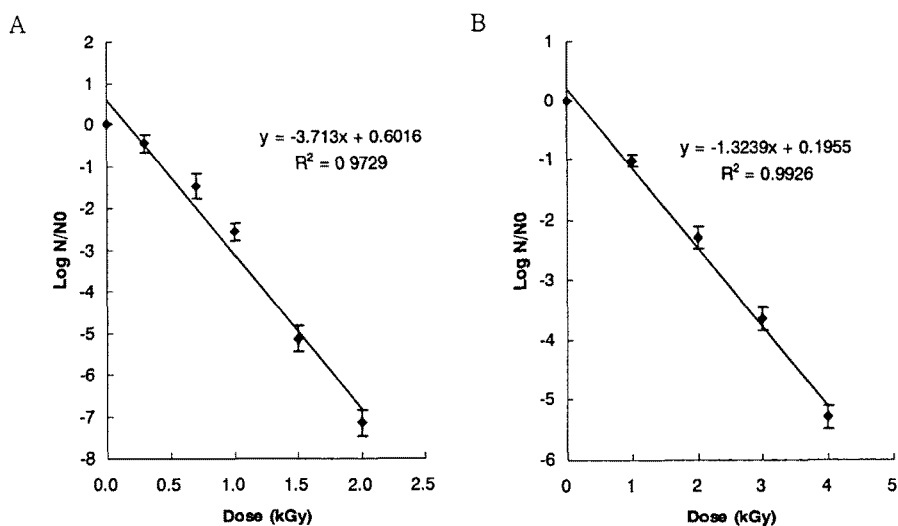 A
2
1
0
-1
-2
-3
-4
-5
-6
-7
-8
Log N/N0
y = -3.713x + 0.6016
R² = 0 9729
0.0 0.5 1.0 1.5 2.0 2.5
Dose (kGy)
B
1
0
-1
-2
-3
-4
-5
-6
Log N/N0
y = -1.3239x + 0.1955
R² = 0.9926
0 1 2 3 4 5
Dose (kGy)